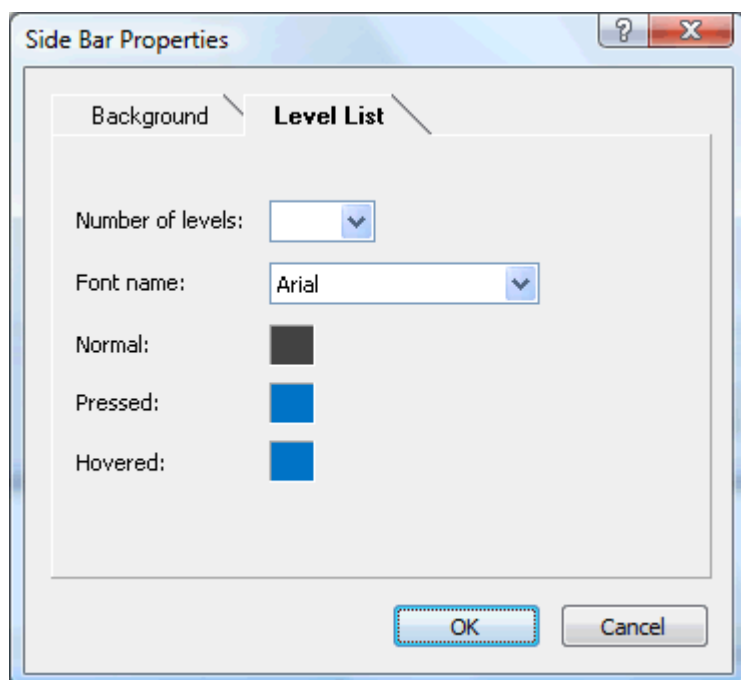 Side Bar Properties
?
Background
Level List
Number of levels:
Font name: Arial
Normal:
Pressed:
Hovered:
OK Cancel